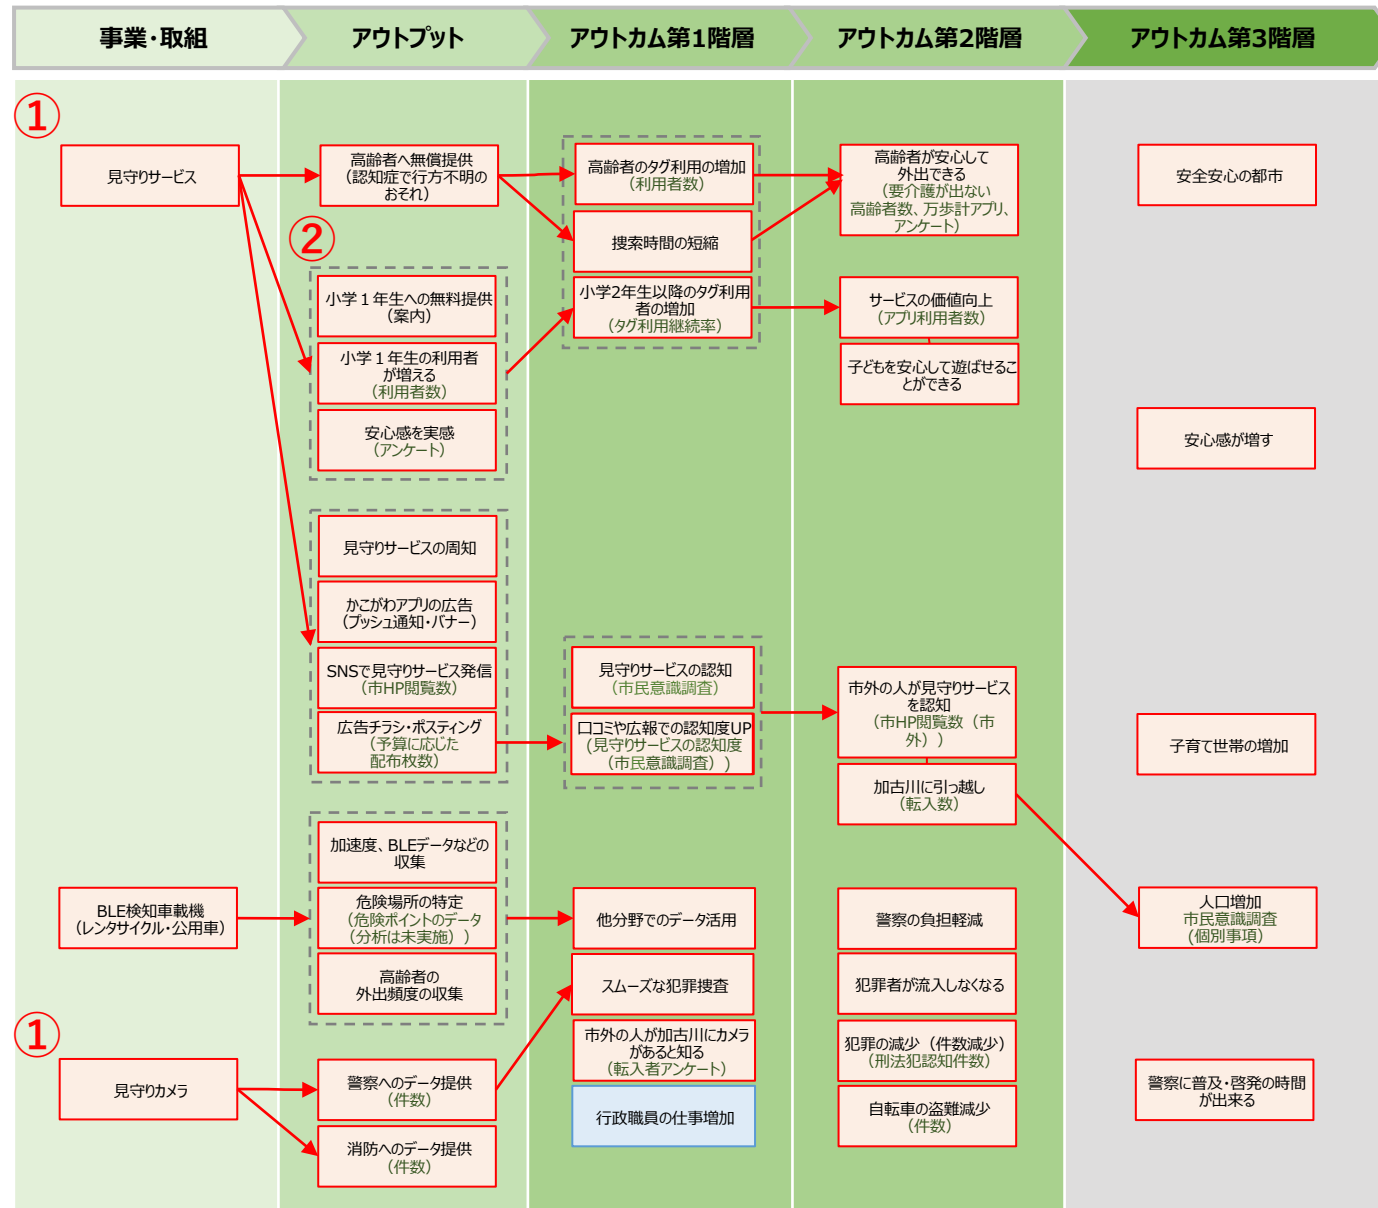 事業・取組
アウトプット
アウトカム第1階層
アウトカム第2階層
アウトカム第3階層
①
見守りサービス
BLE検知車載機
（レンタサイクル・公用車）
①
見守りカメラ
高齢者へ無償提供
（認知症で行方不明の
おそれ）
②
小学１年生への無料提供
（案内）
小学１年生の利用者
が増える
（利用者数）
安心感を実感
（アンケート）
見守りサービスの周知
かこがわアプリの広告
（プッシュ通知・バナー）
SNSで見守りサービス発信
（市HP閲覧数）
広告チラシ・ポスティング
（予算に応じた
配布枚数）
加速度、BLEデータなどの
収集
危険場所の特定
（危険ポイントのデータ
（分析は未実施））
高齢者の
外出頻度の収集
警察へのデータ提供
（件数）
消防へのデータ提供
（件数）
高齢者のタグ利用の増加
（利用者数）
捜索時間の短縮
小学2年生以降のタグ利用
者の増加
（タグ利用継続率）
見守りサービスの認知
（市民意識調査）
口コミや広報での認知度UP
（見守りサービスの認知度
（市民意識調査））
他分野でのデータ活用
スムーズな犯罪捜査
市外の人が加古川にカメラ
があると知る
（転入者アンケート）
行政職員の仕事増加
高齢者が安心して
外出できる
（要介護が出ない
高齢者数、万歩計アプリ、
アンケート）
サービスの価値向上
（アプリ利用者数）
子どもを安心して遊ばせるこ
とができる
市外の人が見守りサービス
を認知
（市HP閲覧数（市
外））
加古川に引っ越し
（転入数）
警察の負担軽減
犯罪者が流入しなくなる
犯罪の減少（件数減少）
（刑法犯認知件数）
自転車の盗難減少
（件数）
安全安心の都市
安心感が増す
子育て世帯の増加
人口増加
市民意識調査
（個別事項）
警察に普及・啓発の時間
が出来る